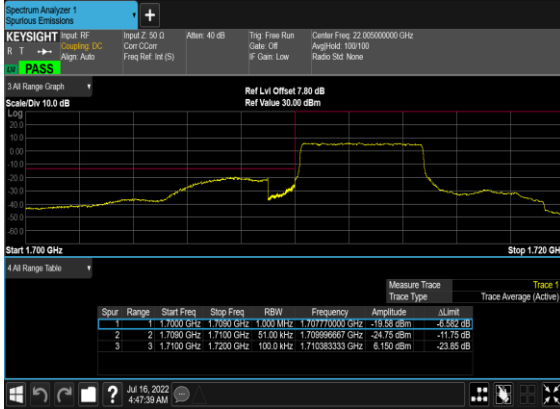 Spectrum Analyzer 1
Spurious Emissions
+
KEYSIGHT Input: RF Input Z: 50 Ω Atten: 40 dB Trig: Free Run Center Freq: 22.005000000 GHz
R T Coupling: DC Corr CCorr Gate: Off Avg|Hold: 100/100
Align: Auto Freq Ref: Int (S) IF Gain: Low Radio Std: None
PASS
3 All Range Graph
Ref Lvl Offset 7.80 dB
Scale/Div 10.0 dB Ref Value 30.00 dBm
Log
20.0
10.0
0.00
-10.0
-20.0
-30.0
-40.0
-50.0
-60.0
Start 1.700 GHz Stop 1.720 GH
4 All Range Table
Measure Trace Trace 1
Trace Type Trace Average (Active)
Spur Range Start Freq Stop Freq RBW Frequency Amplitude ΔLimit
1 1 1.7000 GHz 1.7090 GHz 1.000 MHz 1.707770000 GHz -19.58 dBm -6.582 dB
2 2 1.7090 GHz 1.7100 GHz 51.00 kHz 1.709996667 GHz -24.75 dBm -11.75 dB
3 3 1.7100 GHz 1.7200 GHz 100.0 kHz 1.710383333 GHz 6.150 dBm -23.85 dB
?
Jul 16, 2022
4:47:39 AM